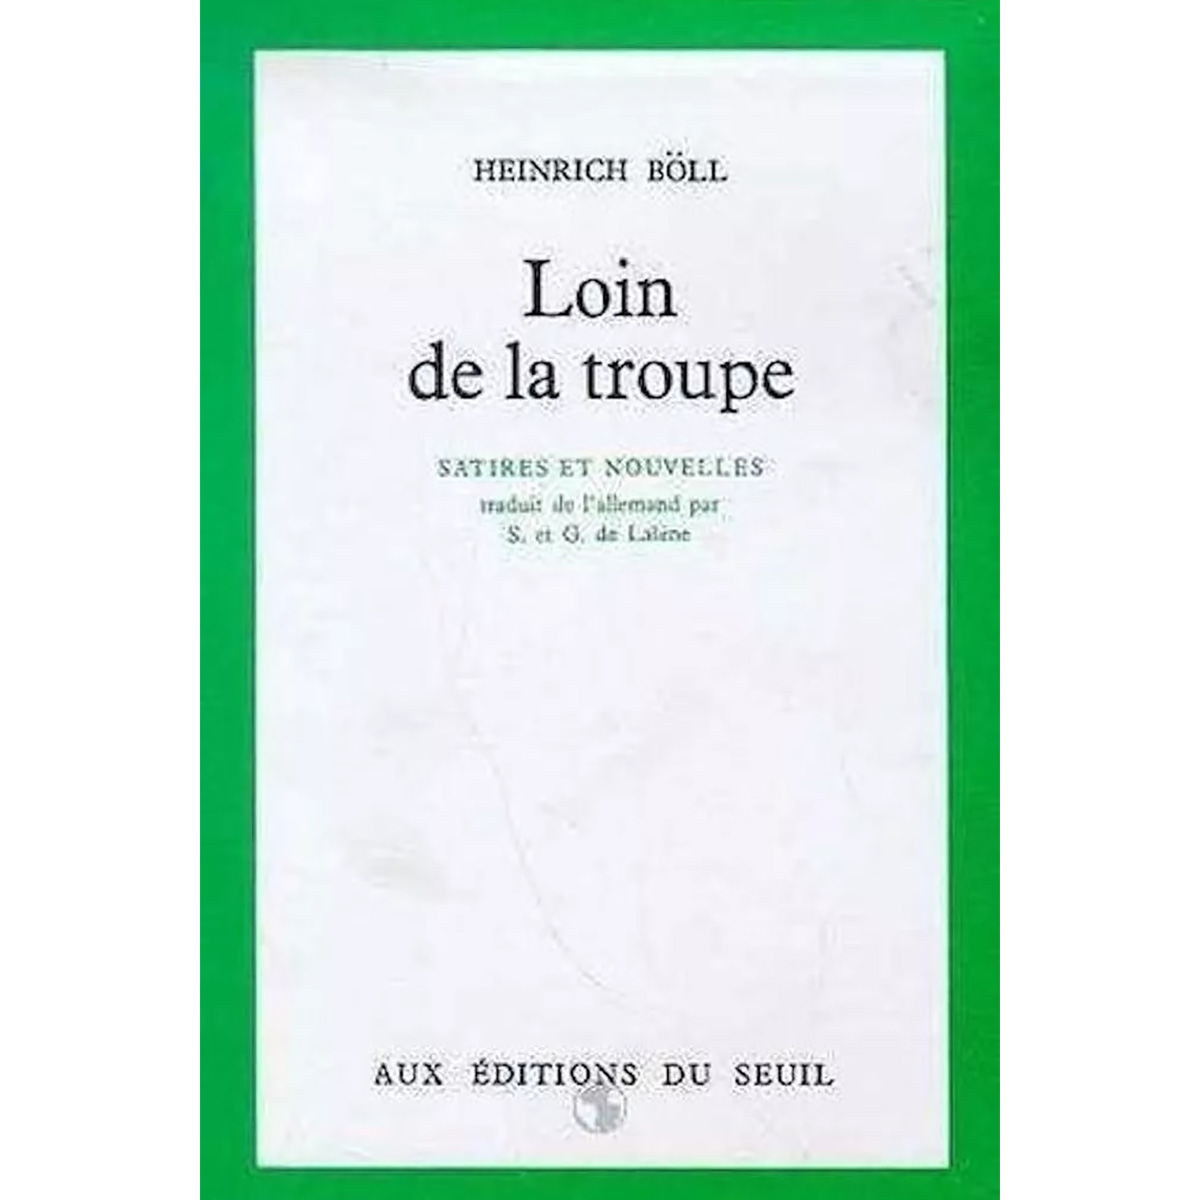 HEINRICH BÖLL
Loin
de la troupe
SATIRES ET NOUVELLES
traduit de l'allemand par
S. et G. de Lalène
AUX ÉDITIONS DU SEUIL